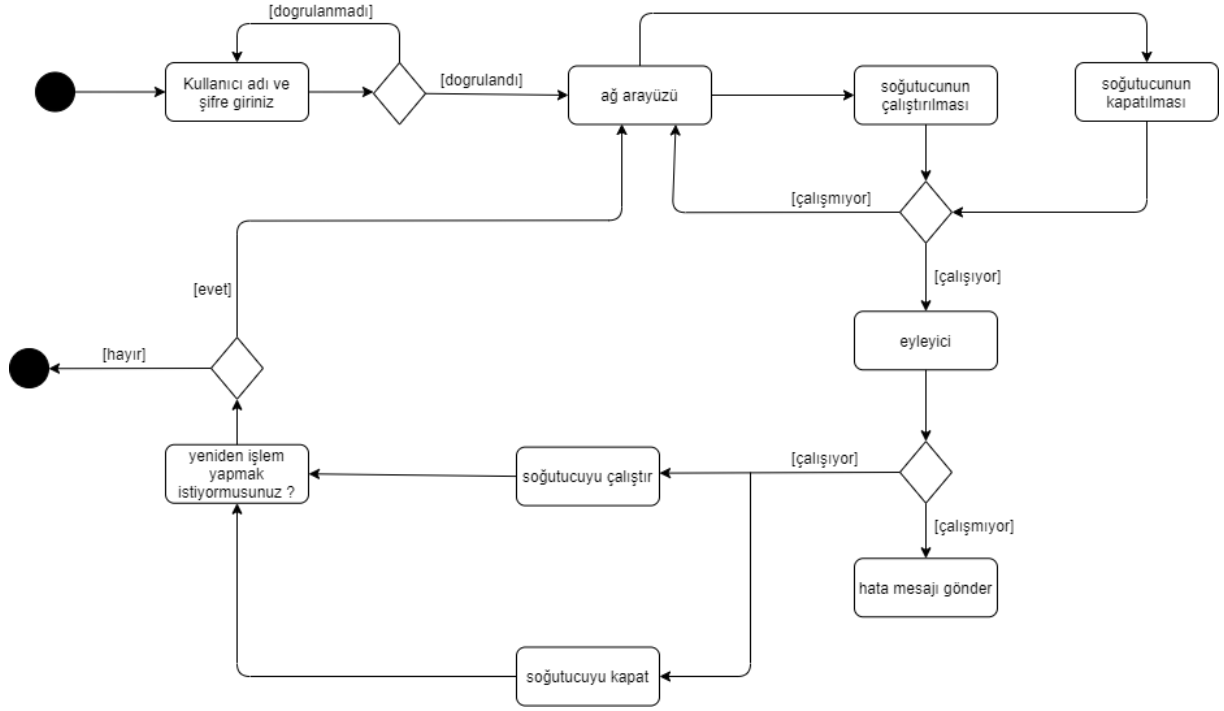 [dogrulanmadı]
Kullanıcı adı ve
şifre giriniz
[dogrulandı]
ağ arayüzü
soğutucunun
çalıştırılması
soğutucunun
kapatılması
[çalışmıyor]
[çalışıyor]
[evet]
eyleyici
[hayır]
yeniden işlem
yapmak
istiyormusunuz ?
soğutucuyu çalıştır
[çalışıyor]
[çalışmıyor]
hata mesajı gönder
soğutucuyu kapat